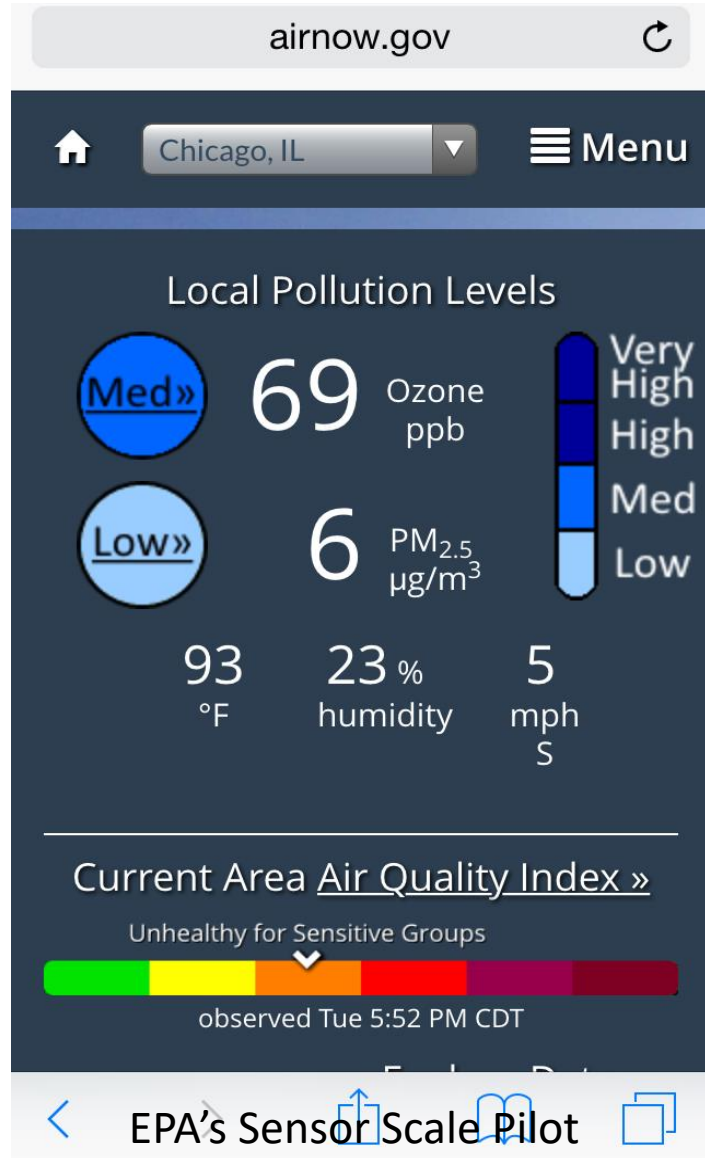 airnow.gov
Chicago, IL
Menu
Local Pollution Levels
Med»
69
Ozone
ppb
Low»
6
PM₂.₅
µg/m³
Very
High
High
Med
Low
93
°F
23 %
humidity
5
mph
S
Current Area Air Quality Index »
Unhealthy for Sensitive Groups
observed Tue 5:52 PM CDT
EPA's Sensor Scale Pilot